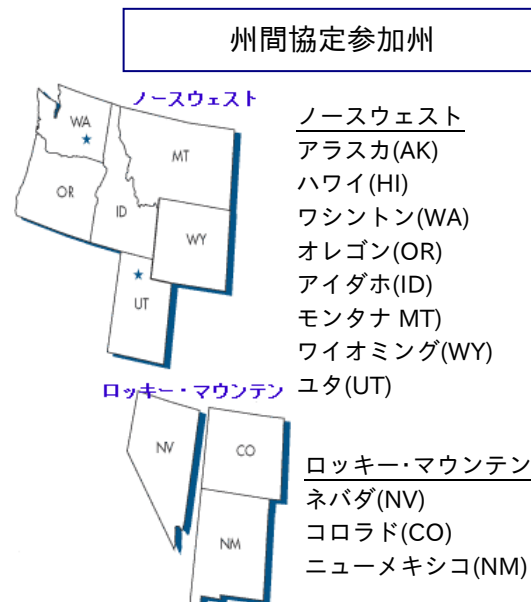 州間協定参加州
ノースウェスト
WA
MT
OR
ID
WY
UT
ノースウェスト
アラスカ(AK)
ハワイ(HI)
ワシントン(WA)
オレゴン(OR)
アイダホ(ID)
モンタナ MT)
ワイオミング(WY)
ユタ(UT)
ロッキー・マウンテン
NV
CO
NM
ロッキー・マウンテン
ネバダ(NV)
コロラド(CO)
ニューメキシコ(NM)